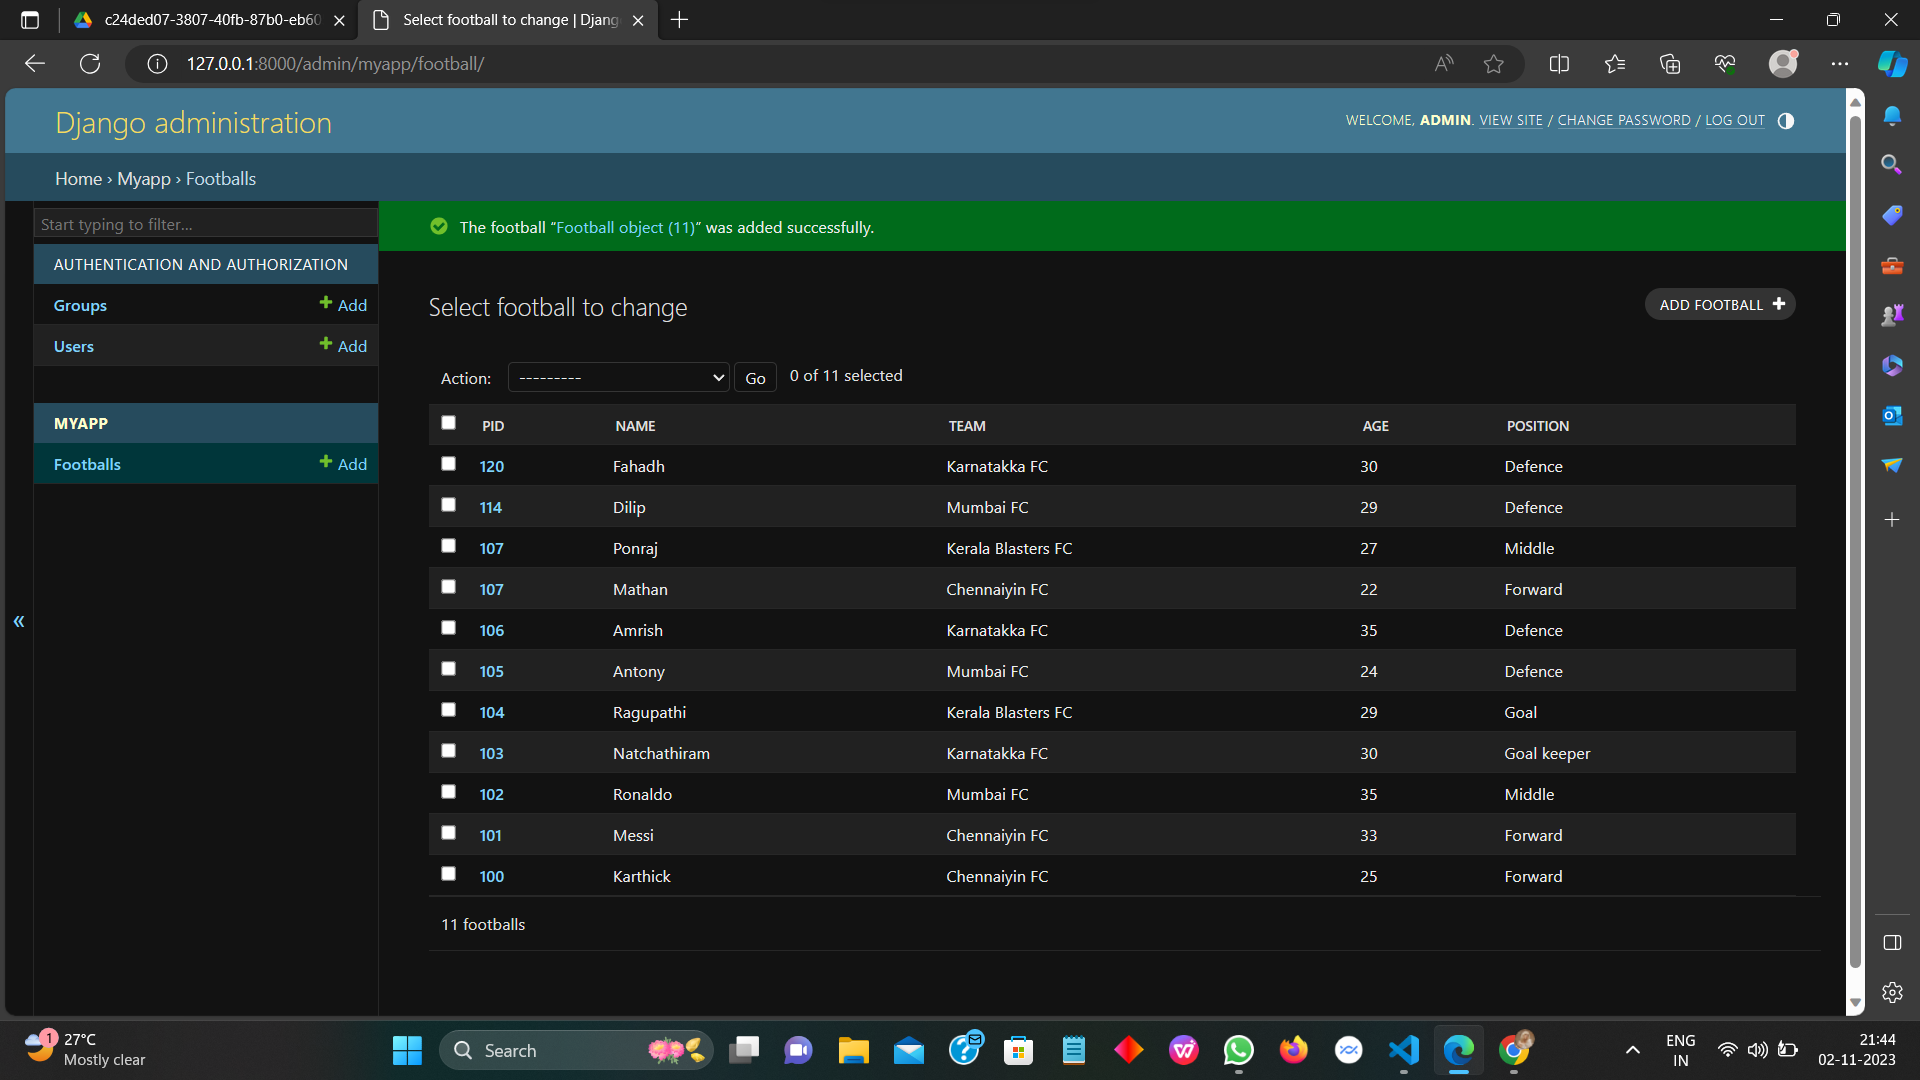 c24ded07-3807-40fb-87b0-eb60
Select football to change | Djang
127.0.0.1:8000/admin/myapp/football/
Django administration
WELCOME, ADMIN. VIEW SITE / CHANGE PASSWORD / LOG OUT
Home › Myapp › Footballs
Start typing to filter...
AUTHENTICATION AND AUTHORIZATION
Groups Add
Users Add
MYAPP
Footballs Add
The football “Football object (11)” was added successfully.
Select football to change
ADD FOOTBALL
Action: --------- Go 0 of 11 selected
PID NAME TEAM AGE POSITION
120 Fahadh Karnatakka FC 30 Defence
114 Dilip Mumbai FC 29 Defence
107 Ponraj Kerala Blasters FC 27 Middle
107 Mathan Chennaiyin FC 22 Forward
106 Amrish Karnatakka FC 35 Defence
105 Antony Mumbai FC 24 Defence
104 Ragupathi Kerala Blasters FC 29 Goal
103 Natchathiram Karnatakka FC 30 Goal keeper
102 Ronaldo Mumbai FC 35 Middle
101 Messi Chennaiyin FC 33 Forward
100 Karthick Chennaiyin FC 25 Forward
11 footballs
1
27°C
Mostly clear
Search
ENG
IN
21:44
02-11-2023